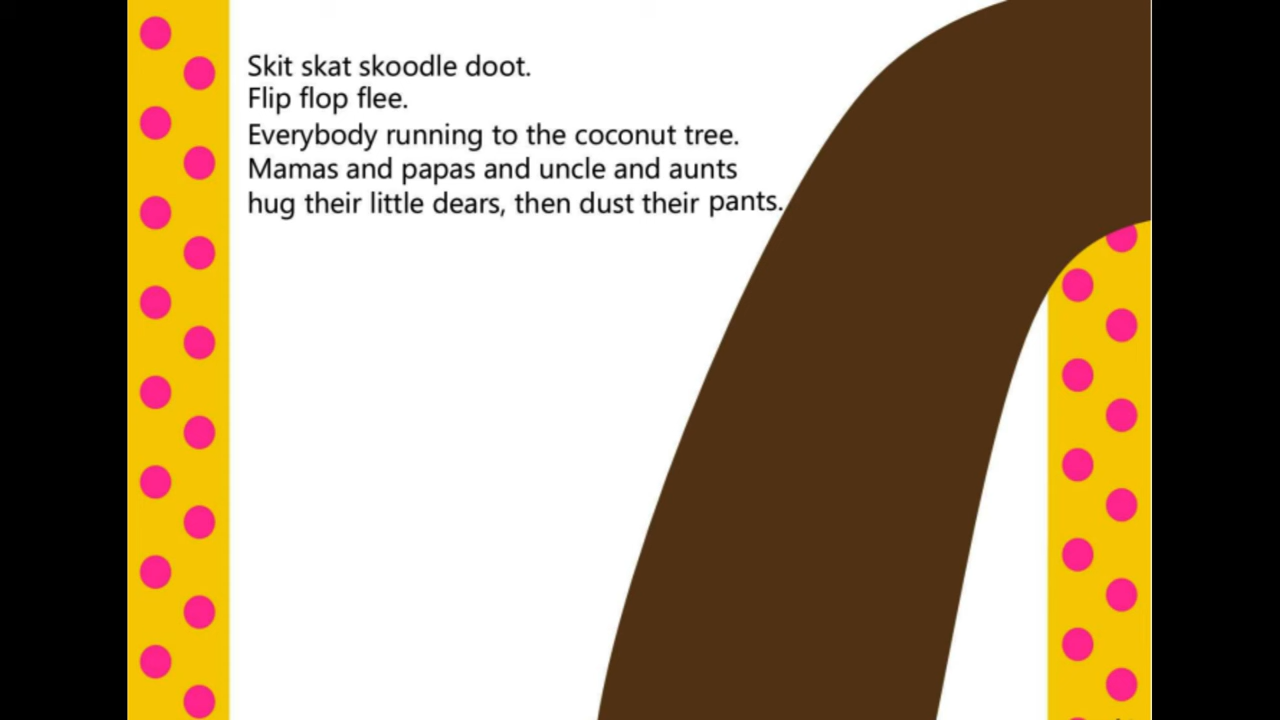 Skit skat skoodle doot.
Flip flop flee.
Everybody running to the coconut tree.
Mamas and papas and uncle and aunts
hug their little dears, then dust their pants.